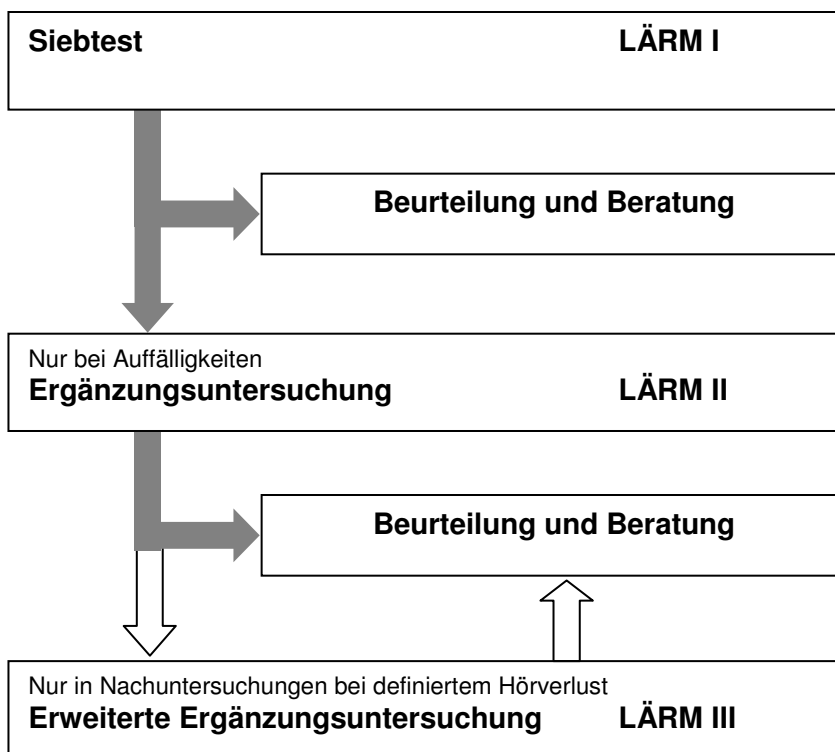 Siebtest LÄRM I
Beurteilung und Beratung
Nur bei Auffälligkeiten
Ergänzungsuntersuchung LÄRM II
Beurteilung und Beratung
Nur in Nachuntersuchungen bei definiertem Hörverlust
Erweiterte Ergänzungsuntersuchung LÄRM III